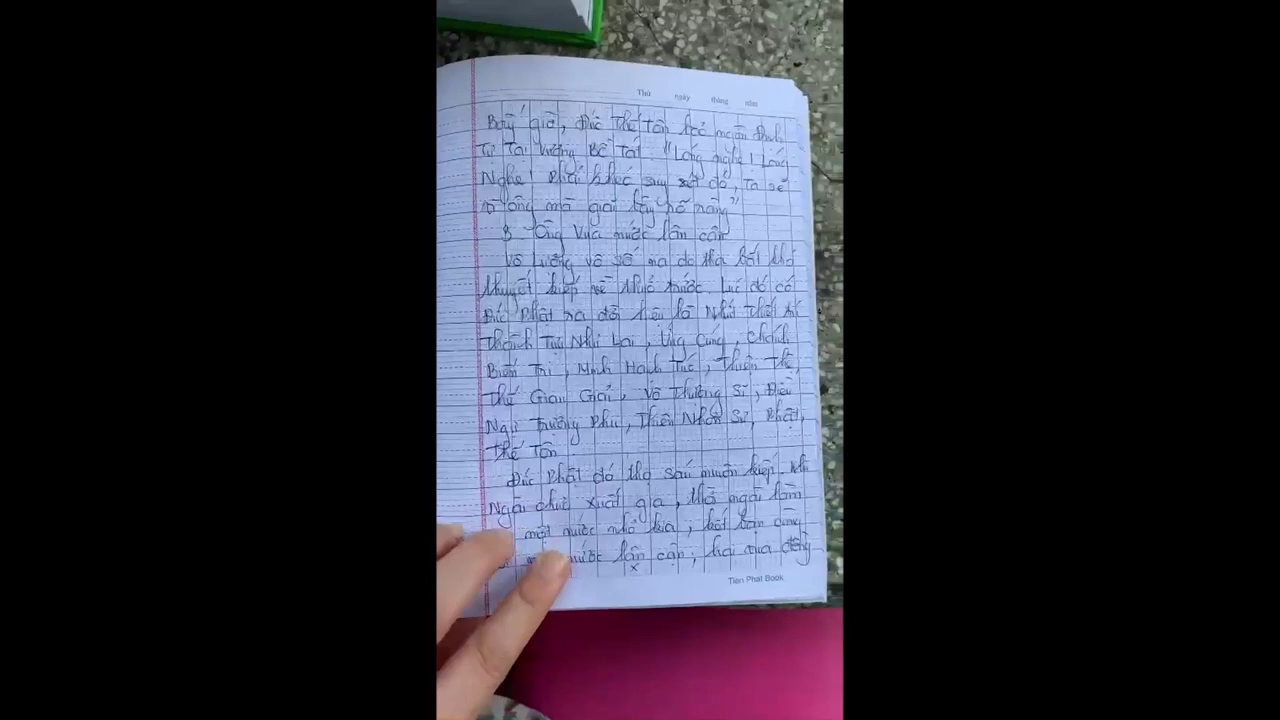 Thứ ngày tháng năm
Bấy giờ, Đức Thế Tôn bảo ngài Định
Tự Tại Vương Bồ Tát "Lóng nghe! Lóng
Nghe! Phải khéo suy xét đó, Ta sẽ
vì ông mà giải bày rõ ràng"
3 Ông Vua nước lân cận
Vô Lượng vô số na do tha bất khả
thuyết kiếp về thuở trước. Lúc đó có
Đức Phật ra đời hiệu là Nhứt Thiết Trí
Thành Tựu Như Lai, Ứng Cúng, Chánh
Biến Tri, Minh Hạnh Túc, Thiện Thệ,
Thế Gian Giải, Vô Thượng Sĩ, Điều
Ngự Trượng Phu, Thiên Nhơn Sư, Phật,
Thế Tôn.
Đức Phật đó thọ sáu muôn kiếp. Khi
Ngài chưa xuất gia, thời ngài làm
một nước nhỏ kia, kết bạn cùng
nước lân cận; hai vua đồng
x
Tien Phat Book